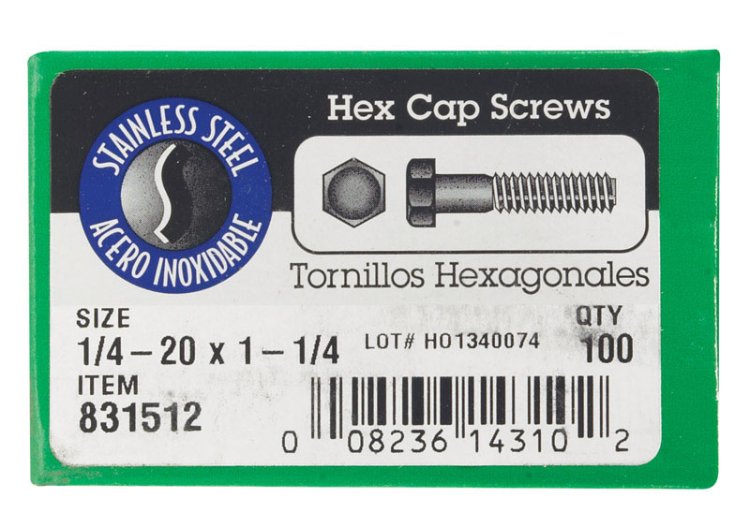 STAINLESS STEEL
ACERO INOXIDABLE
Hex Cap Screws
Tornillos Hexagonales
SIZE
1/4-20 x 1-1/4
LOT# HO1340074
QTY
100
ITEM
831512
0 08236 14310 2